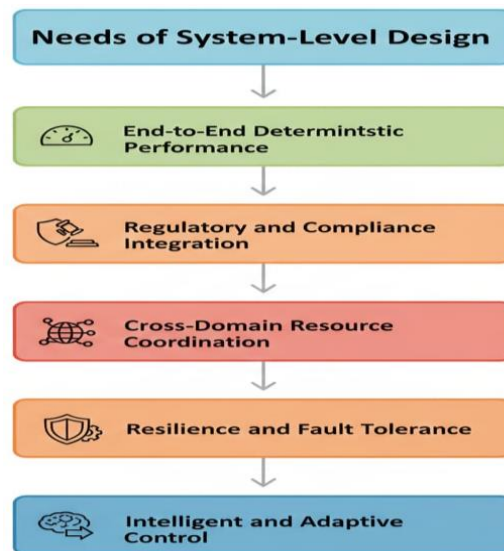 Needs of System-Level Design
End-to-End Determintstic
Performance
Regulatory and Compliance
Integration
Cross-Domain Resource
Coordination
Resilience and Fault Tolerance
Intelligent and Adaptive
Control